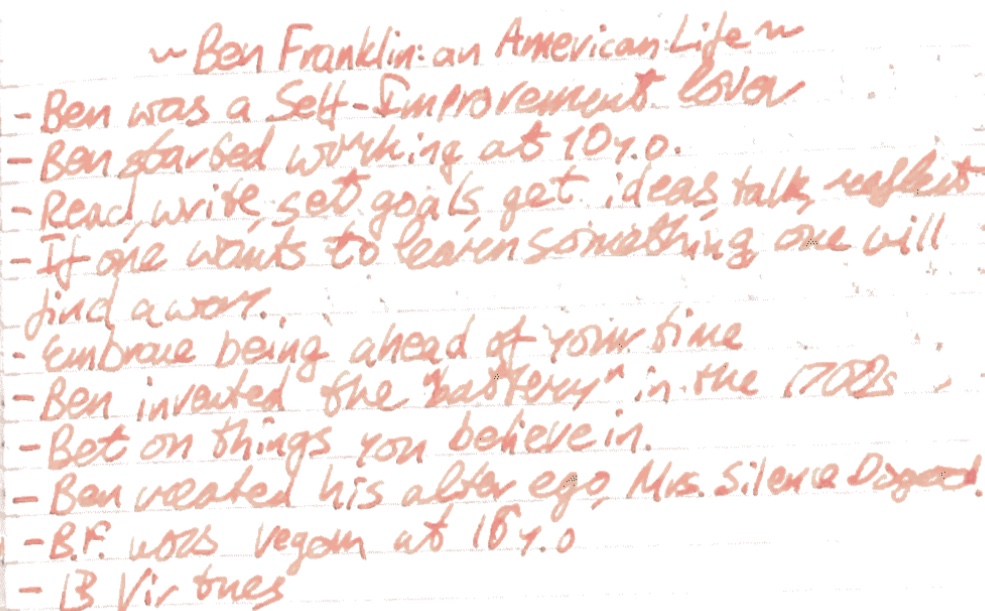 ~ Ben Franklin: an American Life ~
- Ben was a Self-Improvement lover
- Ben started working at 10 y.o.
- Read, write, set goals, get ideas, talk, reflect
- If one wants to learen something, one will
find a way.
- Embrace being ahead of your time
- Ben invented the "battery" in the 1700s
- Bet on things you believe in.
- Ben created his alter ego, Mrs. Silence Dogood.
- B.F. was vegan at 16 y.o
- 13 Virtues